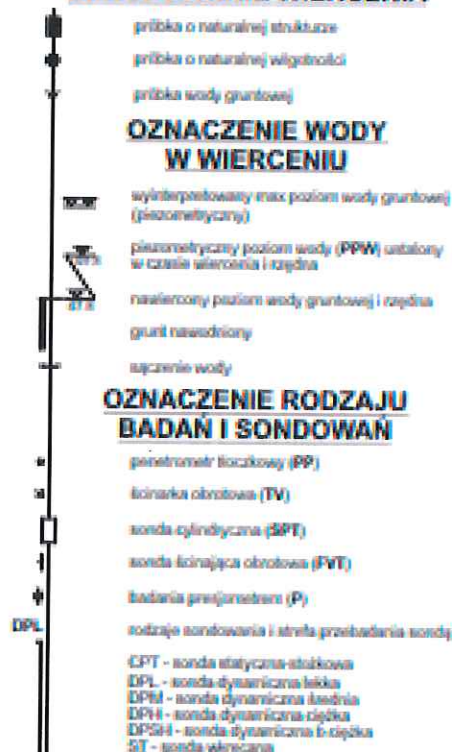 próbka o naturalnej strukturze
próbka o naturalnej wilgotności
próbka wody gruntowej
OZNACZENIE WODY
W WIERCENIU
wyinterpretowany max poziom wody gruntowej
(piezometryczny)
piezometryczny poziom wody (PPW) ustalony
w czasie wiercenia i rzędna
nawiercony poziom wody gruntowej i rzędna
grunt nawodniony
sączenie wody
OZNACZENIE RODZAJU
BADAŃ I SONDOWAŃ
penetrometr tłoczkowy (PP)
ścinarka obrotowa (TV)
sonda cylindryczna (SPT)
sonda ścinająca obrotowa (FVT)
badania presjometrem (P)
DPL
rodzaje sondowania i strefa przebadania sondą
CPT - sonda statyczna-stożkowa
DPL - sonda dynamiczna lekka
DPM - sonda dynamiczna średnia
DPH - sonda dynamiczna ciężka
DPSH - sonda dynamiczna b.ciężka
ST - sonda wkręcana